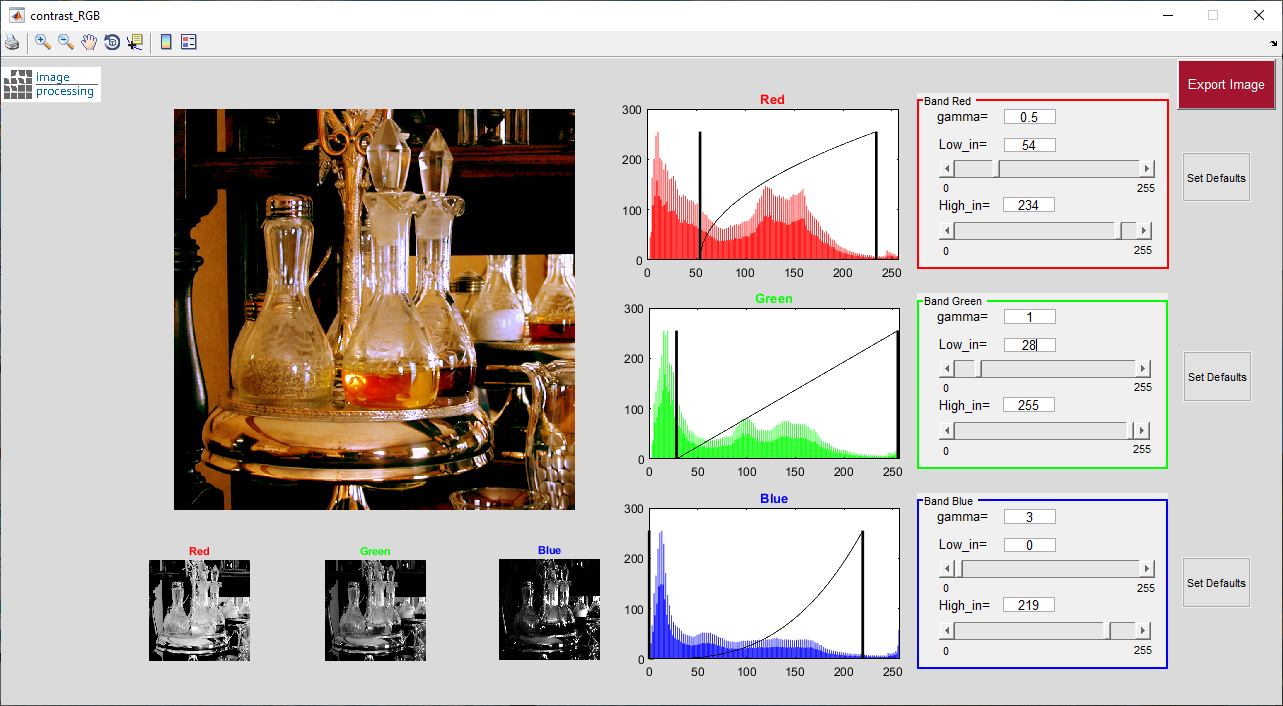 contrast_RGB
image
processing
Export Image
Red
300
200
100
0
0 50 100 150 200 250
Band Red
gamma= 0.5
Low_in= 54
0 255
High_in= 234
0 255
Set Defaults
Green
300
200
100
0
0 50 100 150 200 250
Band Green
gamma= 1
Low_in= 28
0 255
High_in= 255
0 255
Set Defaults
Blue
300
200
100
0
0 50 100 150 200 250
Band Blue
gamma= 3
Low_in= 0
0 255
High_in= 219
0 255
Set Defaults
Red
Green
Blue